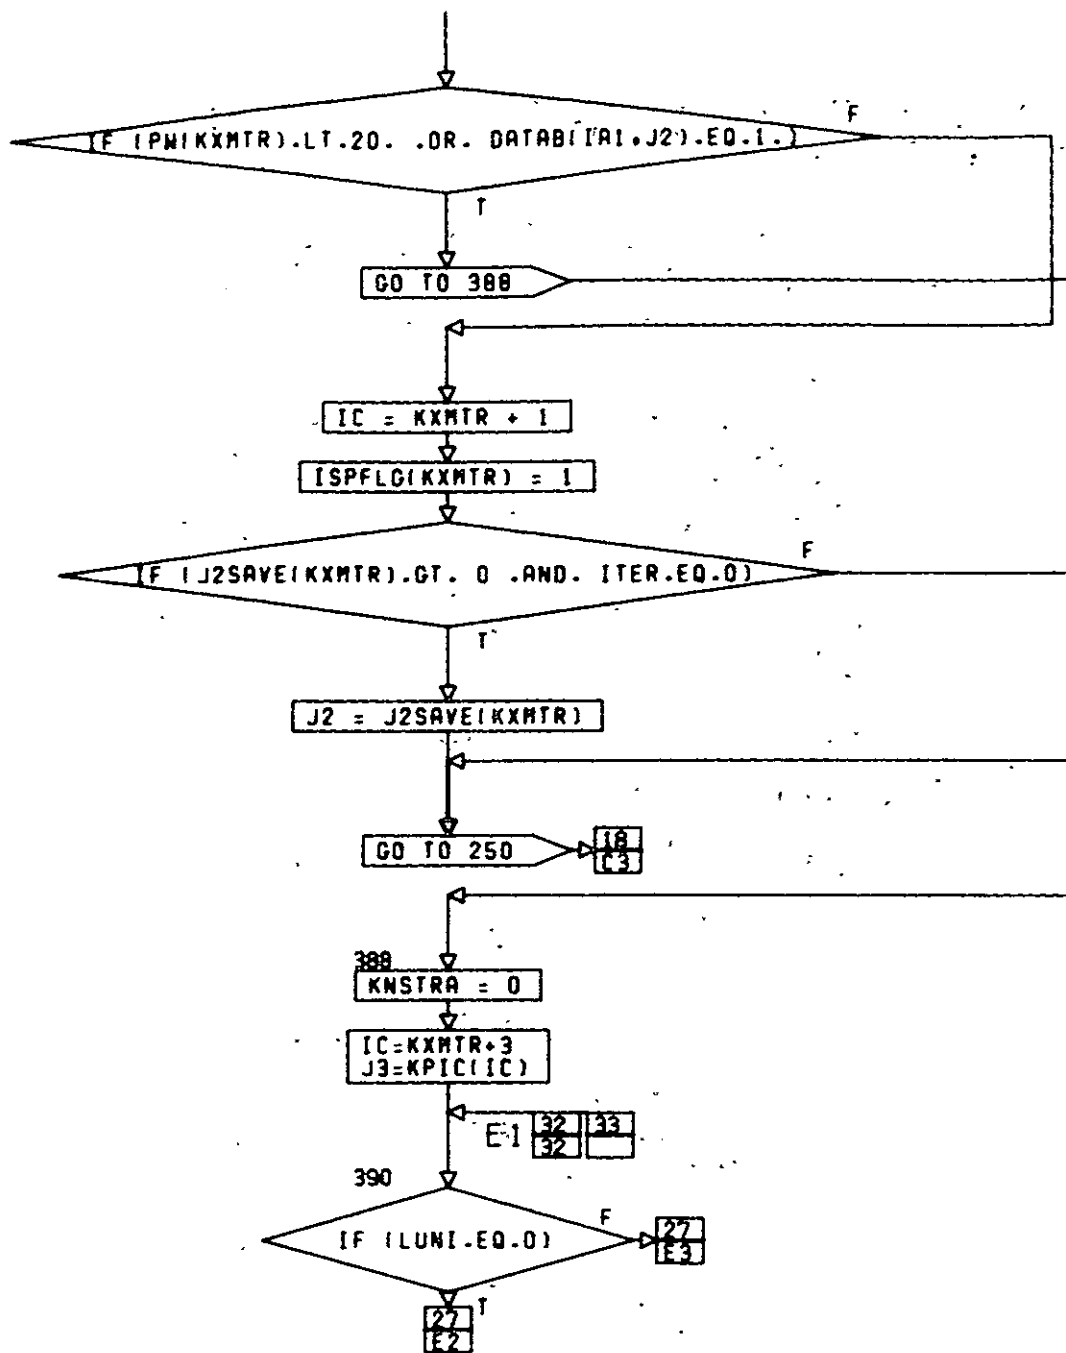 F
IF (PW(KXMTR).LT.20. .OR. DATAB(IAI,J2).EQ.1.)
T
GO TO 388
IC = KXMTR + 1
ISPFLG(KXMTR) = 1
F
IF (J2SAVE(KXMTR).GT. 0 .AND. ITER.EQ.0)
T
J2 = J2SAVE(KXMTR)
GO TO 250
18
C3
388
KNSTRA = 0
IC=KXMTR+3
J3=KPIC(IC)
E 1
32 33
32
390
F
IF (LUNI.EQ.0)
27
E3
T
27
E2